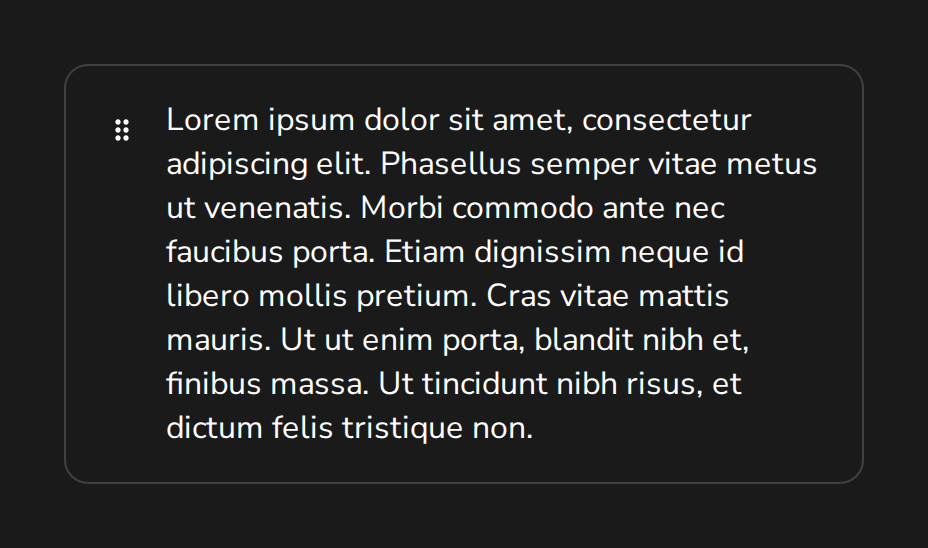 Lorem ipsum dolor sit amet, consectetur
adipiscing elit. Phasellus semper vitae metus
ut venenatis. Morbi commodo ante nec
faucibus porta. Etiam dignissim neque id
libero mollis pretium. Cras vitae mattis
mauris. Ut ut enim porta, blandit nibh et,
finibus massa. Ut tincidunt nibh risus, et
dictum felis tristique non.